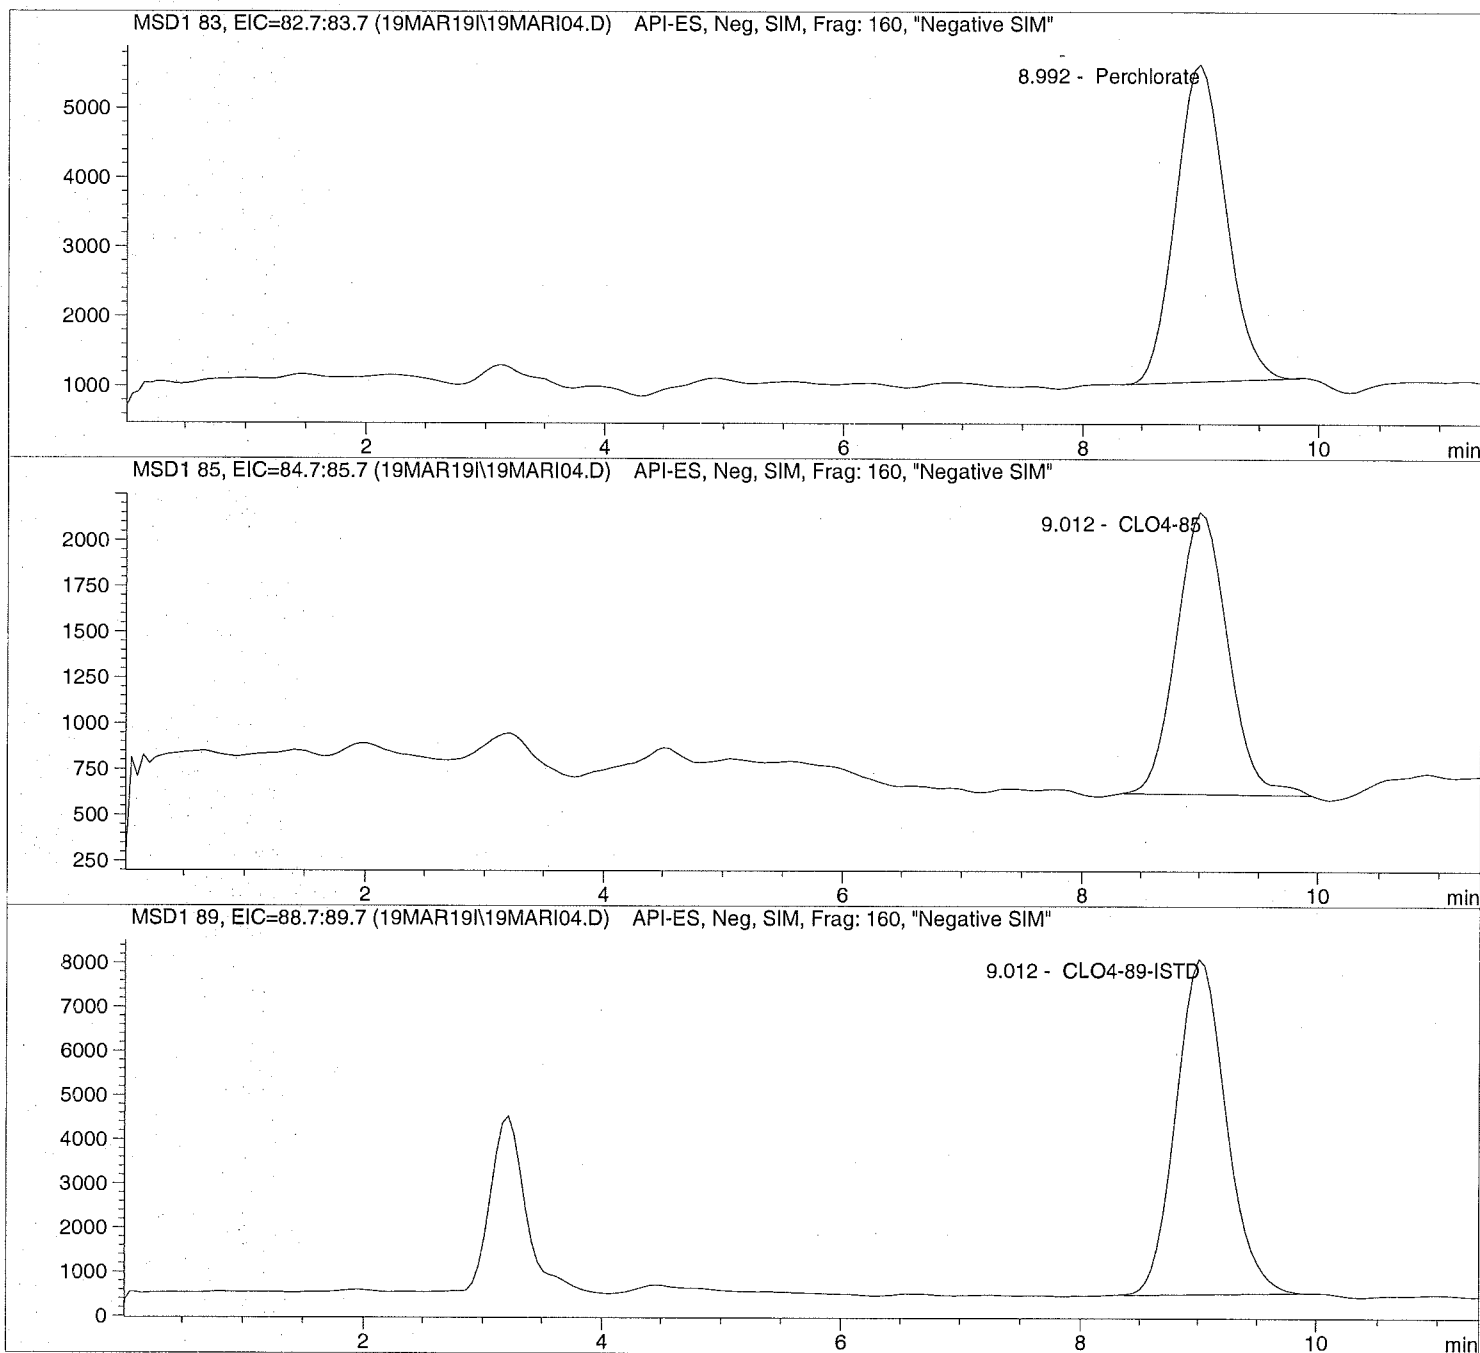 MSD1 83, EIC=82.7:83.7 (19MAR19I\19MARI04.D) API-ES, Neg, SIM, Frag: 160, "Negative SIM"
8.992 - Perchlorate
5000
4000
3000
2000
1000
2 4 6 8 10 min
MSD1 85, EIC=84.7:85.7 (19MAR19I\19MARI04.D) API-ES, Neg, SIM, Frag: 160, "Negative SIM"
9.012 - CLO4-85
2000
1750
1500
1250
1000
750
500
250
2 4 6 8 10 min
MSD1 89, EIC=88.7:89.7 (19MAR19I\19MARI04.D) API-ES, Neg, SIM, Frag: 160, "Negative SIM"
9.012 - CLO4-89-ISTD
8000
7000
6000
5000
4000
3000
2000
1000
0
2 4 6 8 10 min